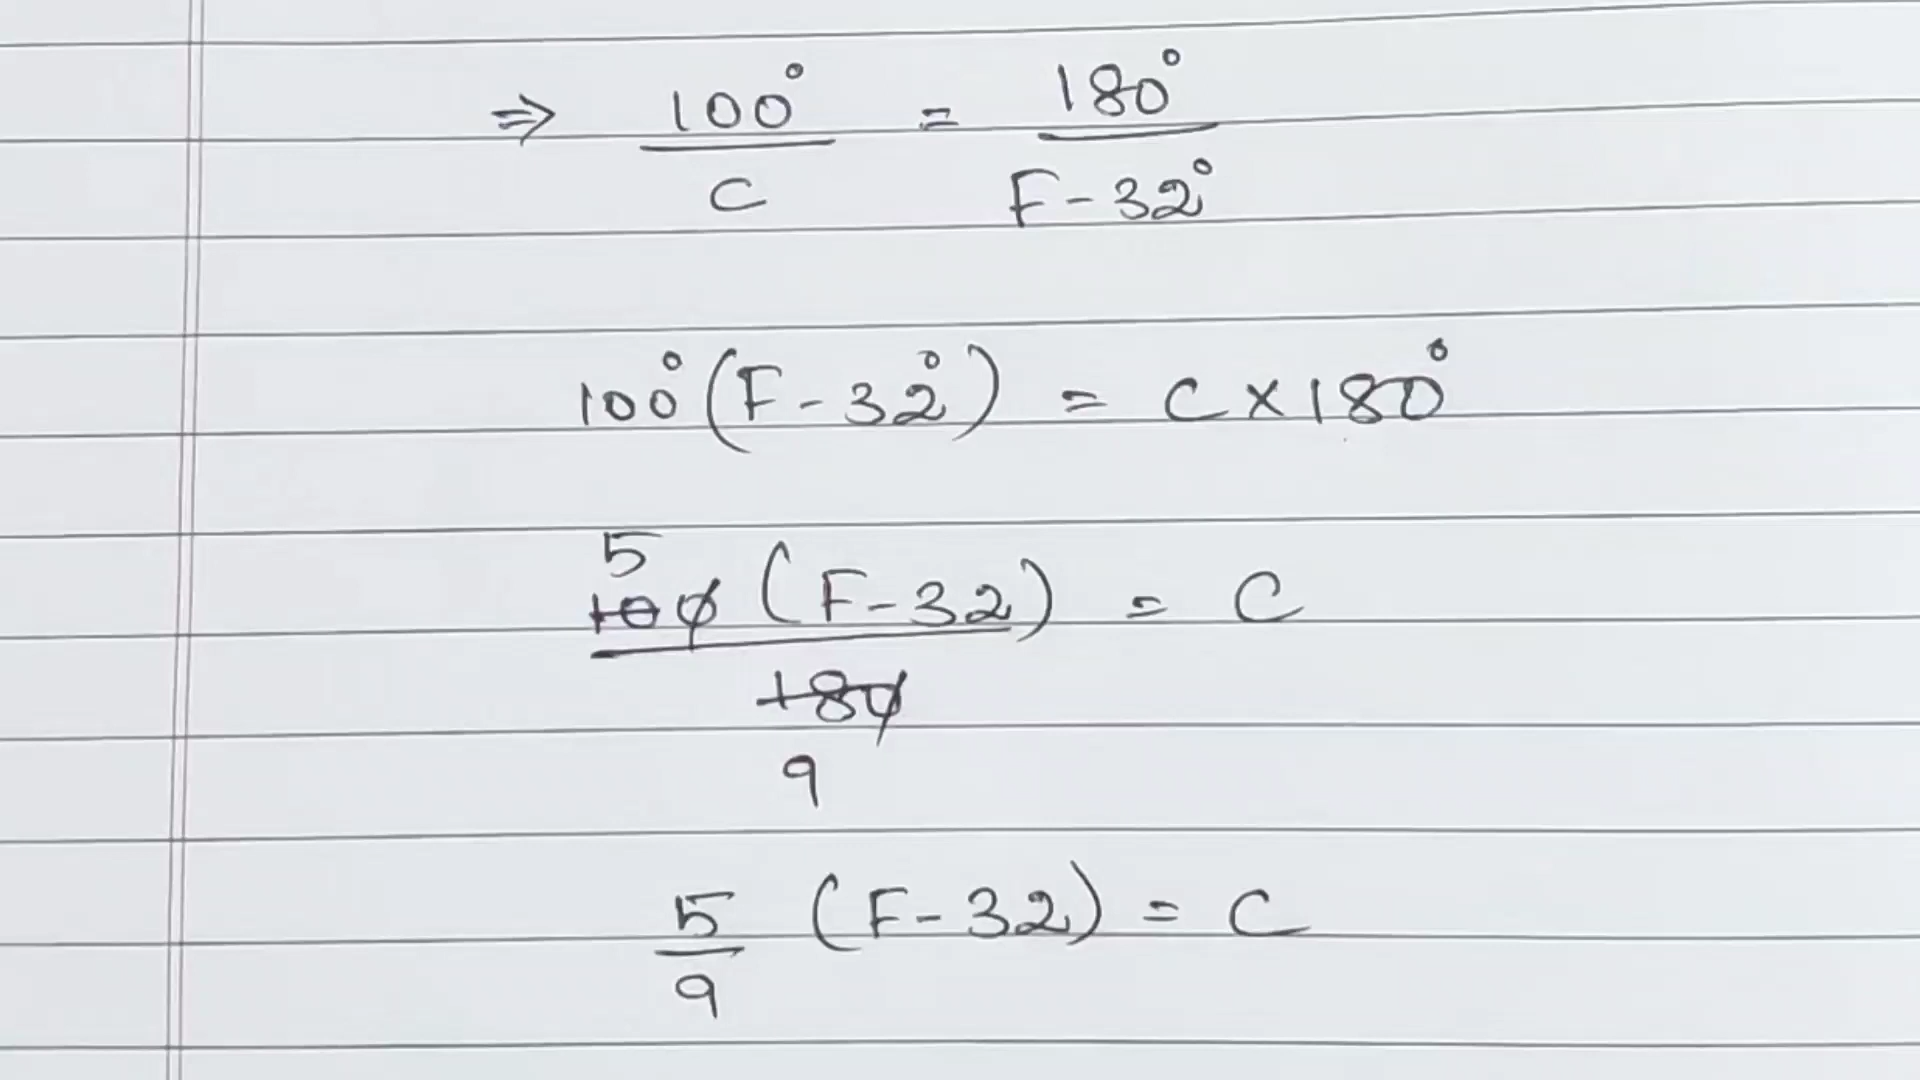 ⇒ 100° / C = 180° / F - 32°
100° (F - 32°) = C × 180°
5
100 (F - 32) = C
180
9
5/9 (F - 32) = C